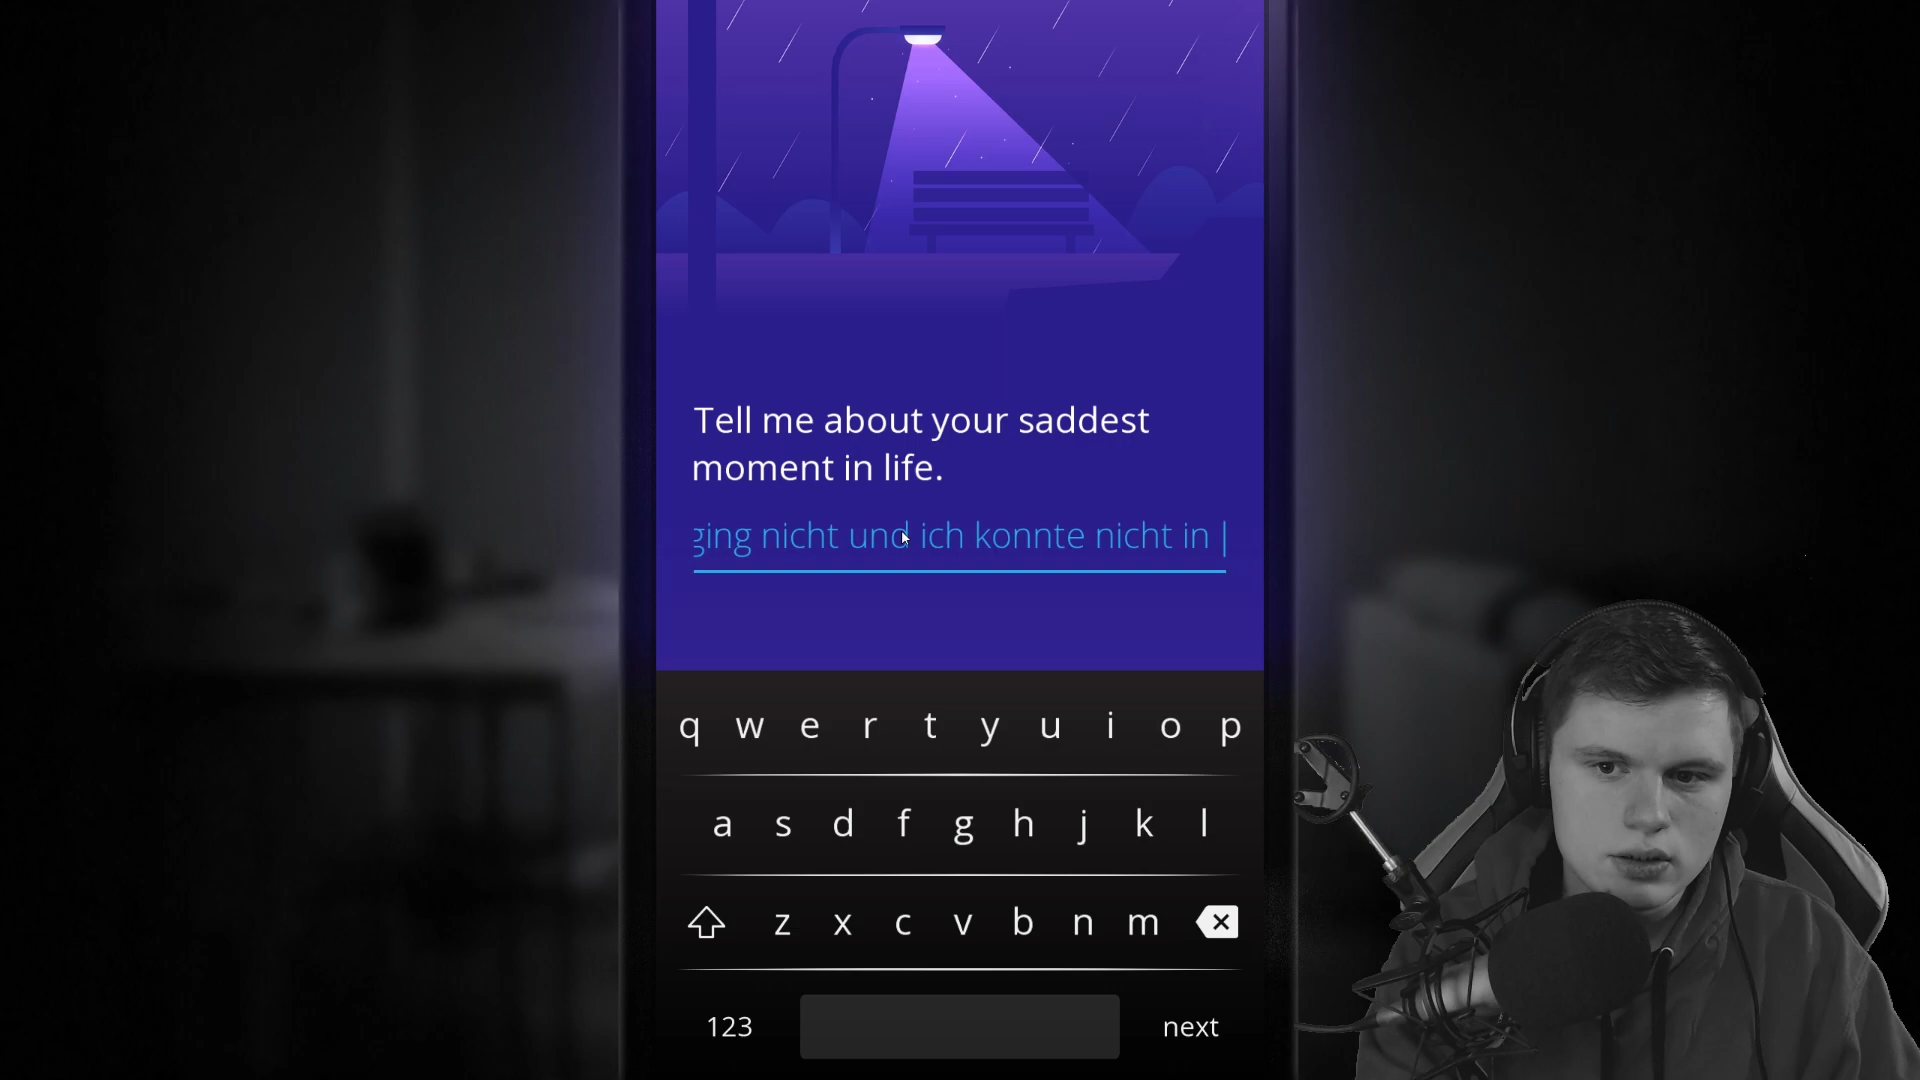 Tell me about your saddest
moment in life.
ging nicht und ich konnte nicht in
q w e r t y u i o p
a s d f g h j k l
z x c v b n m
123 next